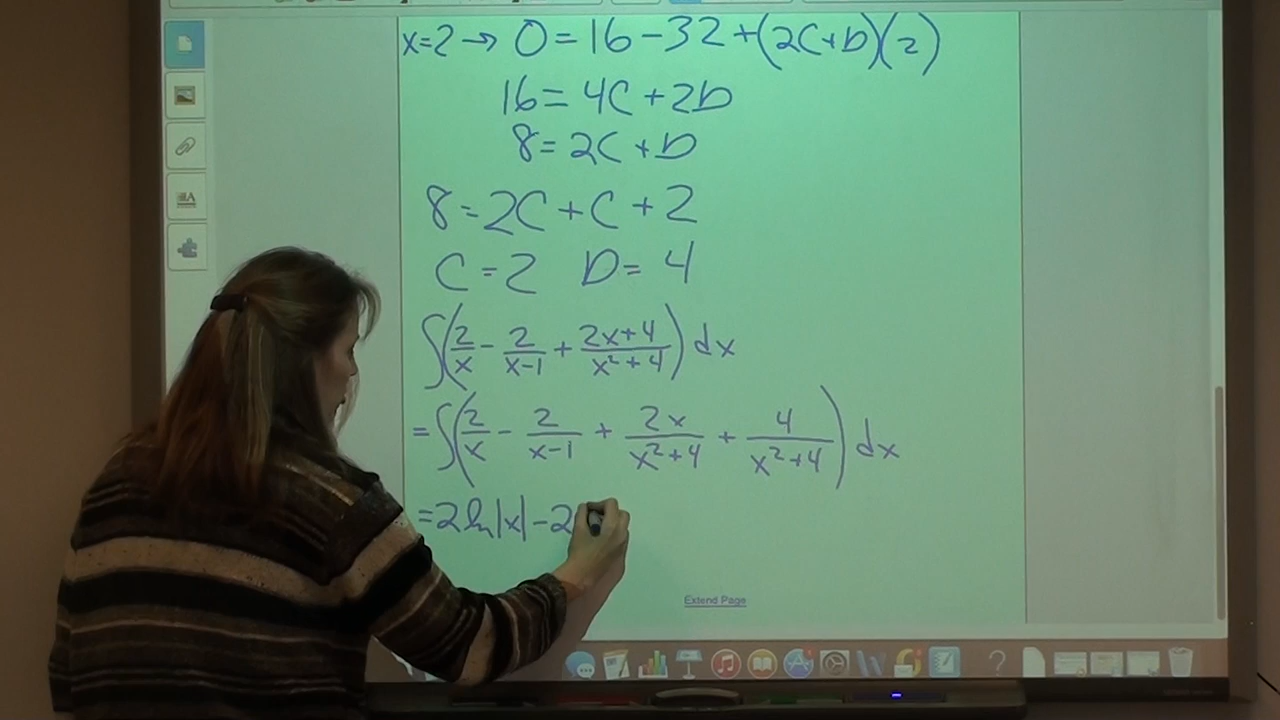 x=2 → 0 = 16 - 32 + (2C+D)(2)
16 = 4C + 2D
8 = 2C + D
8 = 2C + C + 2
C = 2 D = 4
∫(2/x - 2/(x-1) + (2x+4)/(x²+4)) dx
= ∫(2/x - 2/(x-1) + 2x/(x²+4) + 4/(x²+4)) dx
= 2 ln|x| - 2
Extend Page